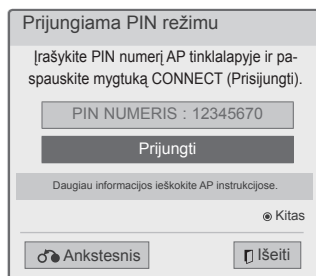 Prijungiama PIN režimu
Įrašykite PIN numerį AP tinklalapyje ir pa-
spauskite mygtuką CONNECT (Prisijungti).
PIN NUMERIS : 12345670
Prijungti
Daugiau informacijos ieškokite AP instrukcijose.
Kitas
Ankstesnis
Išeiti